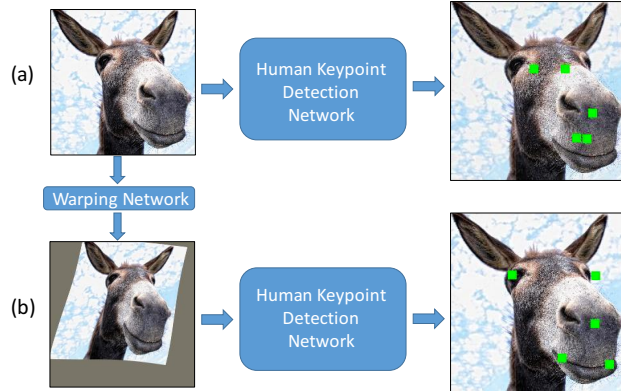 (a)
Human Keypoint
Detection
Network
Warping Network
(b)
Human Keypoint
Detection
Network